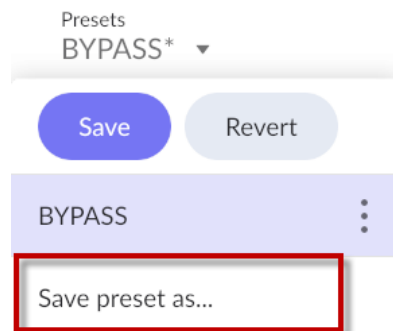 Presets
BYPASS*
Save Revert
BYPASS
Save preset as...